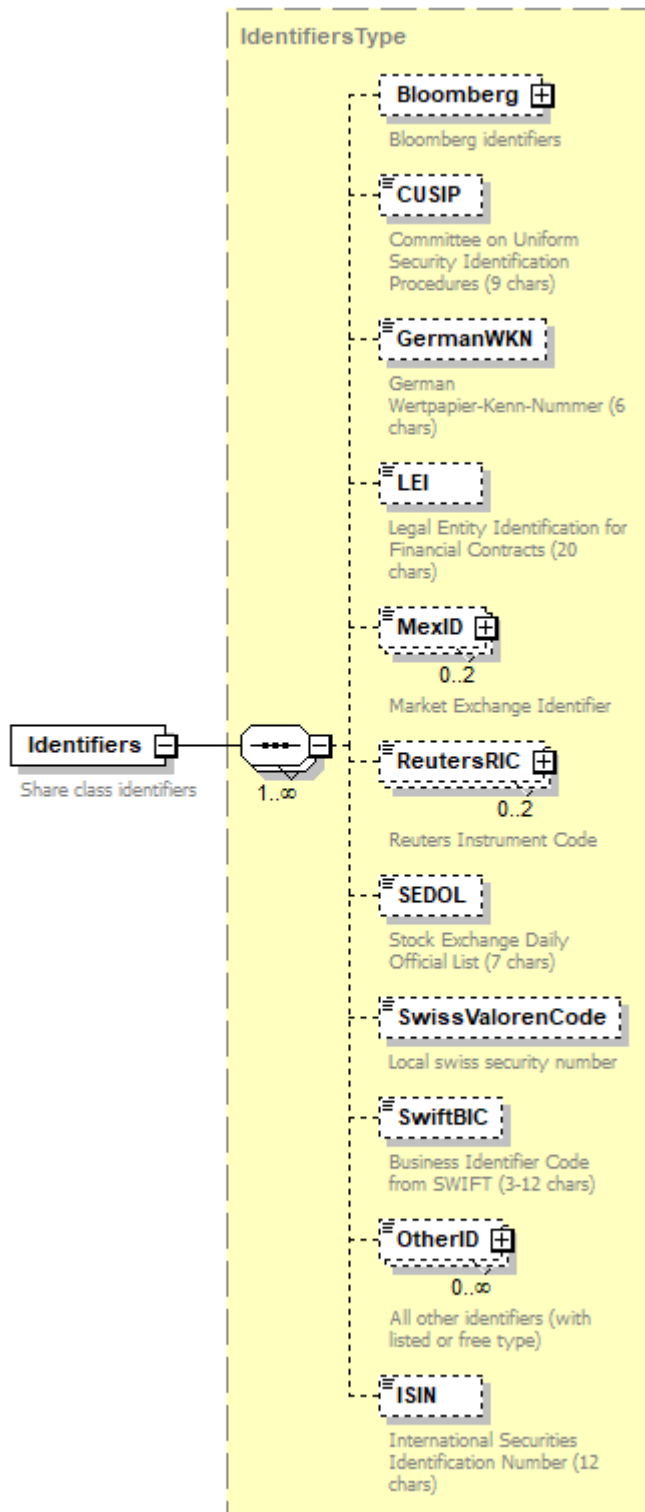 IdentifiersType
Bloomberg
Bloomberg identifiers
CUSIP
Committee on Uniform
Security Identification
Procedures (9 chars)
GermanWKN
German
Wertpapier-Kenn-Nummer (6
chars)
LEI
Legal Entity Identification for
Financial Contracts (20
chars)
MexID
0..2
Market Exchange Identifier
Identifiers
Share class identifiers
1..∞
ReutersRIC
0..2
Reuters Instrument Code
SEDOL
Stock Exchange Daily
Official List (7 chars)
SwissValorenCode
Local swiss security number
SwiftBIC
Business Identifier Code
from SWIFT (3-12 chars)
OtherID
0..∞
All other identifiers (with
listed or free type)
ISIN
International Securities
Identification Number (12
chars)